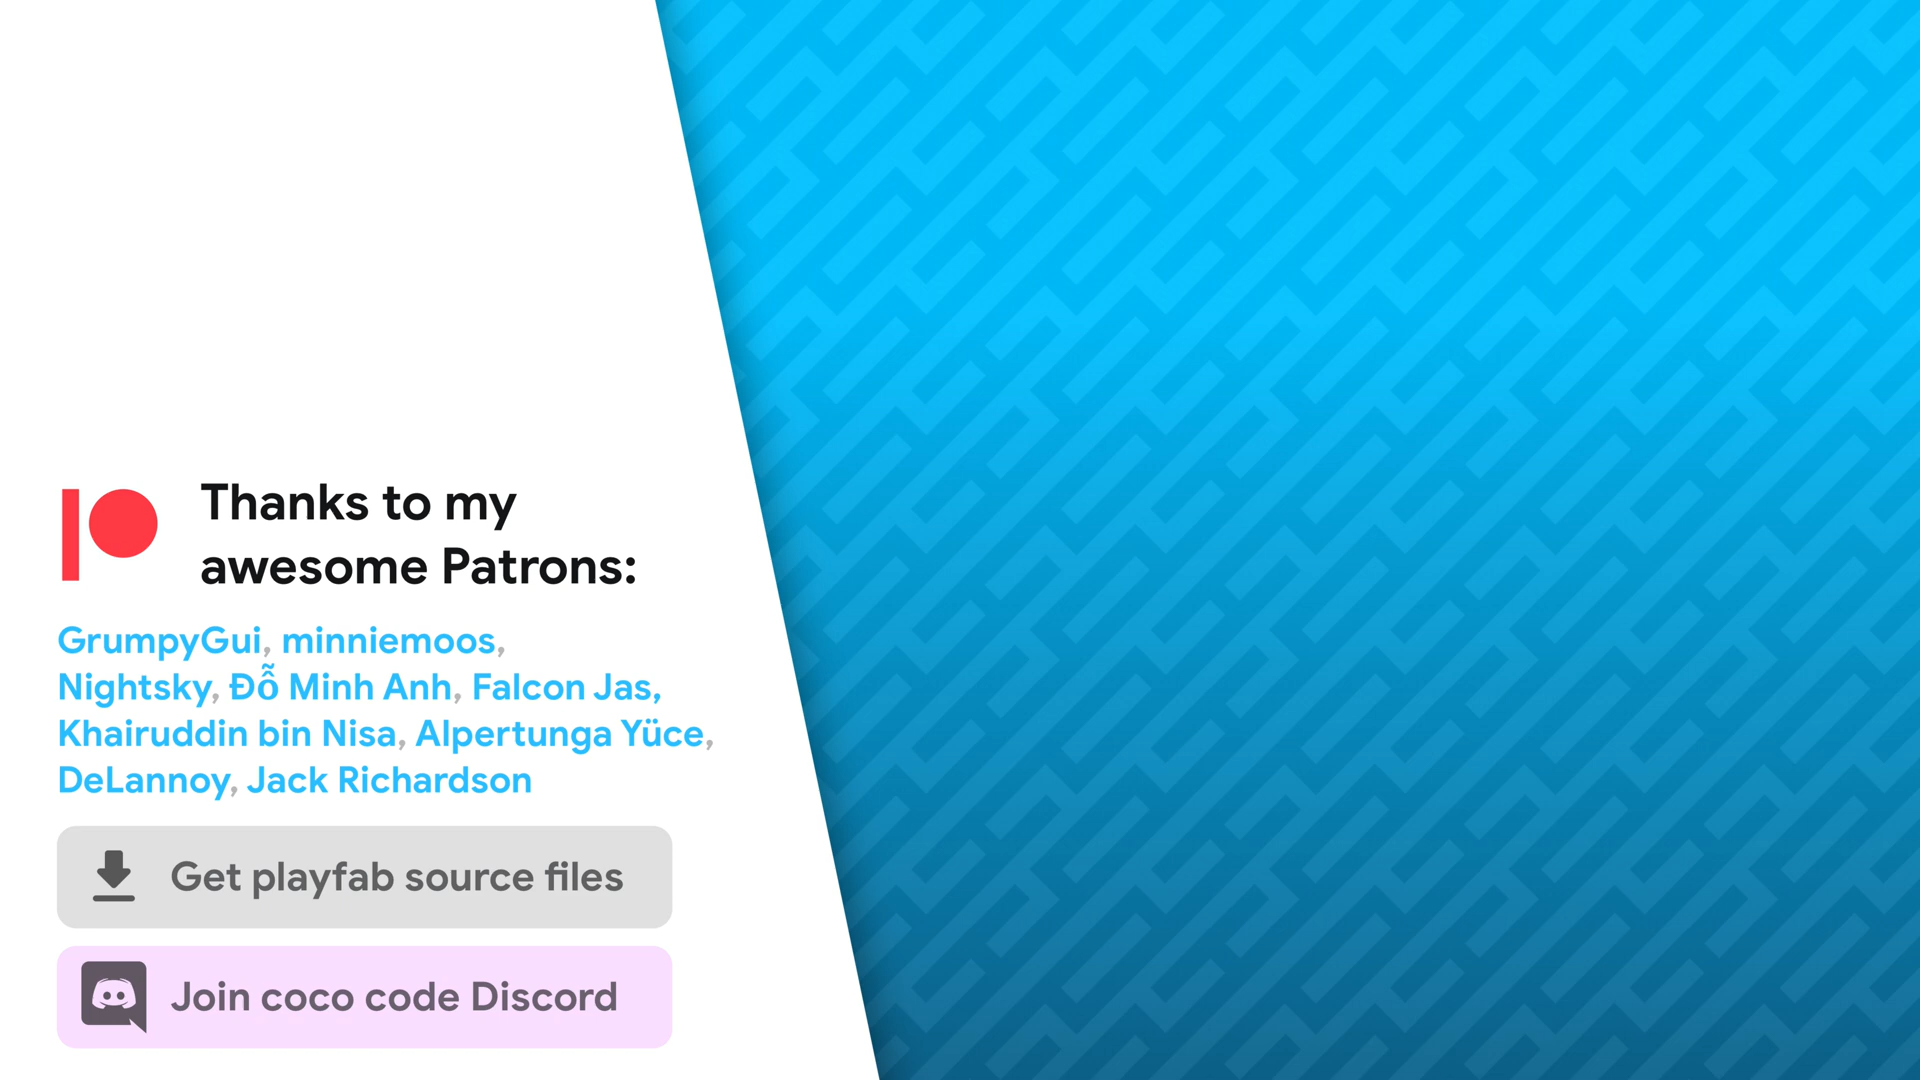 Thanks to my
awesome Patrons:
GrumpyGui, minniemoos,
Nightsky, Đỗ Minh Anh, Falcon Jas,
Khairuddin bin Nisa, Alpertunga Yüce,
DeLannoy, Jack Richardson
Get playfab source files
Join coco code Discord